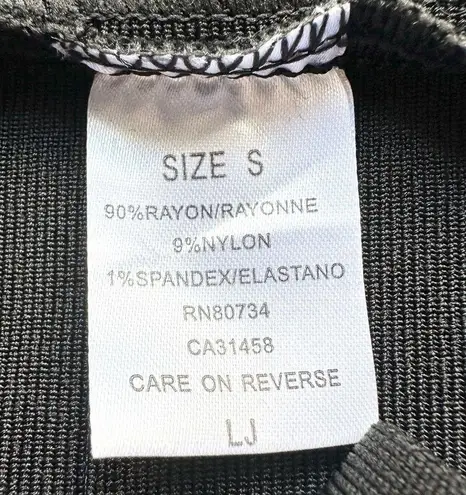 SIZE S
90%RAYON/RAYONNE
9%NYLON
1%SPANDEX/ELASTANO
RN80734
CA31458
CARE ON REVERSE
LJ